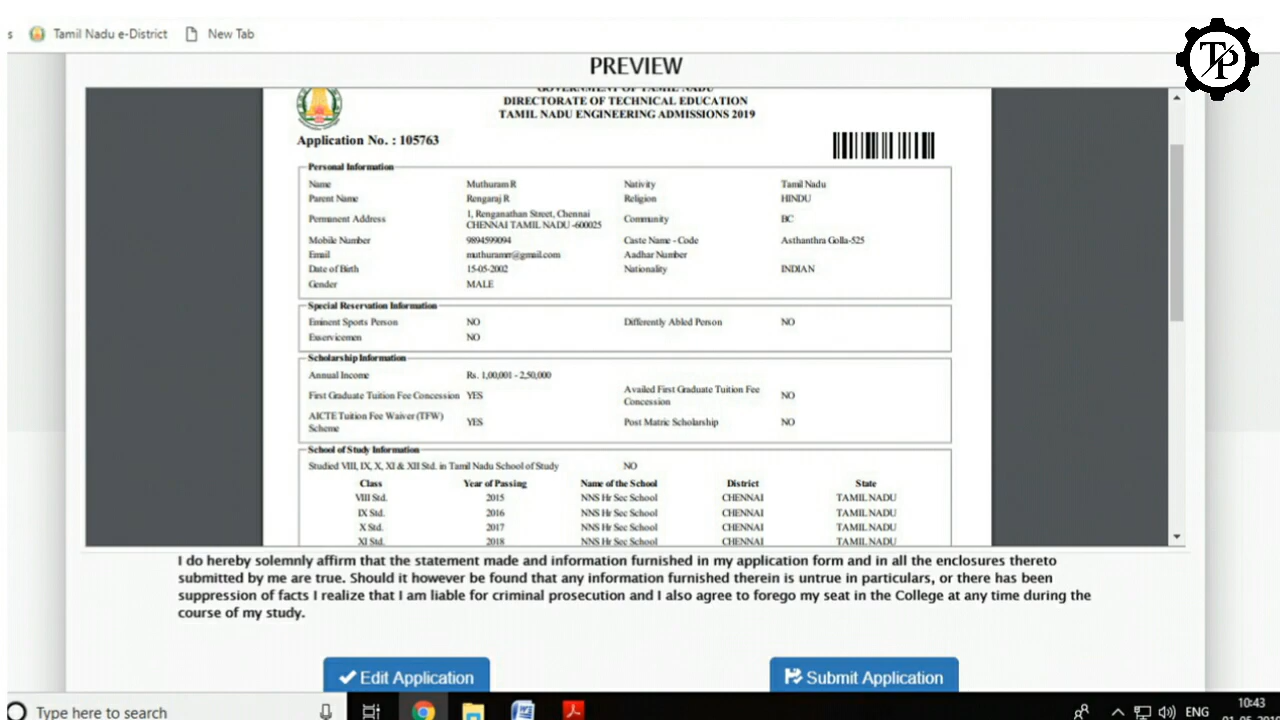 s Tamil Nadu e-District New Tab
TP
PREVIEW
GOVERNMENT OF TAMIL NADU
DIRECTORATE OF TECHNICAL EDUCATION
TAMIL NADU ENGINEERING ADMISSIONS 2019
Application No. : 105763
Personal Information
Name Muthuram R Nativity Tamil Nadu
Parent Name Rengaraj R Religion HINDU
Permanent Address 1, Renganathan Street, Chennai Community BC
CHENNAI TAMIL NADU -600025
Mobile Number 9894599094 Caste Name - Code Asthanthra Golla-525
Email muthuramr@gmail.com Aadhar Number
Date of Birth 15-05-2002 Nationality INDIAN
Gender MALE
Special Reservation Information
Eminent Sports Person NO Differently Abled Person NO
Exservicemen NO
Scholarship Information
Annual Income Rs. 1,00,001 - 2,50,000
First Graduate Tuition Fee Concession YES Availed First Graduate Tuition Fee NO
Concession
AICTE Tuition Fee Waiver (TFW) YES Post Matric Scholarship NO
Scheme
School of Study Information
Studied VIII, IX, X, XI & XII Std. in Tamil Nadu School of Study NO
Class Year of Passing Name of the School District State
VIII Std. 2015 NNS Hr Sec School CHENNAI TAMIL NADU
IX Std. 2016 NNS Hr Sec School CHENNAI TAMIL NADU
X Std. 2017 NNS Hr Sec School CHENNAI TAMIL NADU
XI Std. 2018 NNS Hr Sec School CHENNAI TAMIL NADU
I do hereby solemnly affirm that the statement made and information furnished in my application form and in all the enclosures thereto
submitted by me are true. Should it however be found that any information furnished therein is untrue in particulars, or there has been
suppression of facts I realize that I am liable for criminal prosecution and I also agree to forego my seat in the College at any time during the
course of my study.
Edit Application Submit Application
Type here to search ENG 10:43